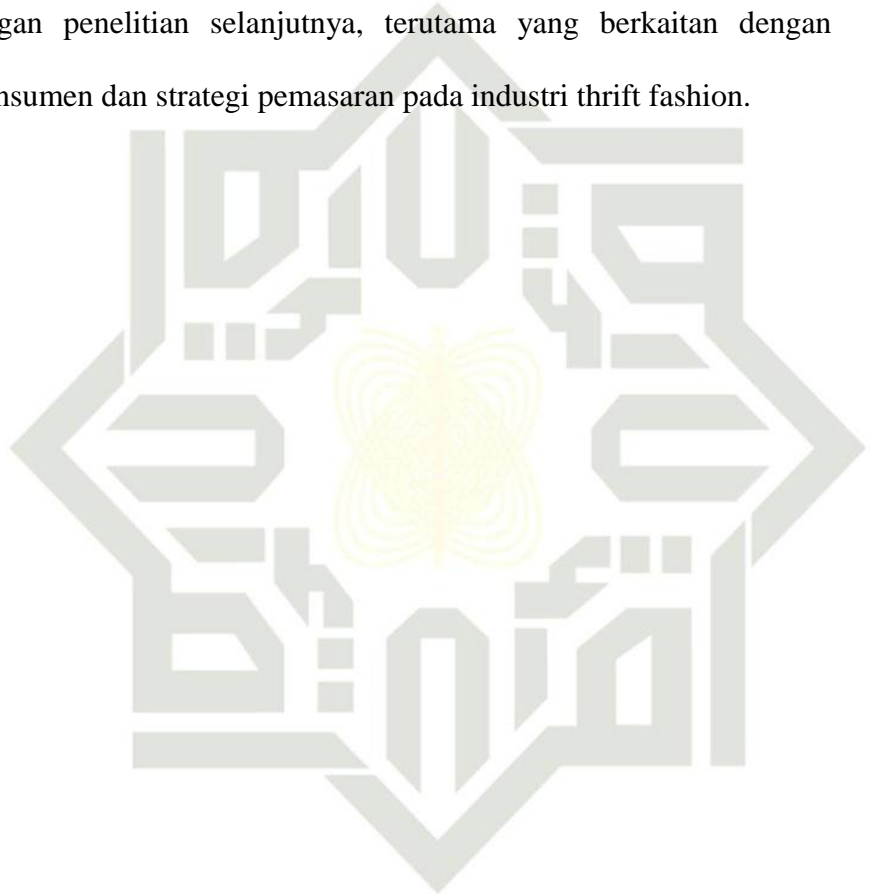 gan penelitian selanjutnya, terutama yang berkaitan dengan
nsumen dan strategi pemasaran pada industri thrift fashion.